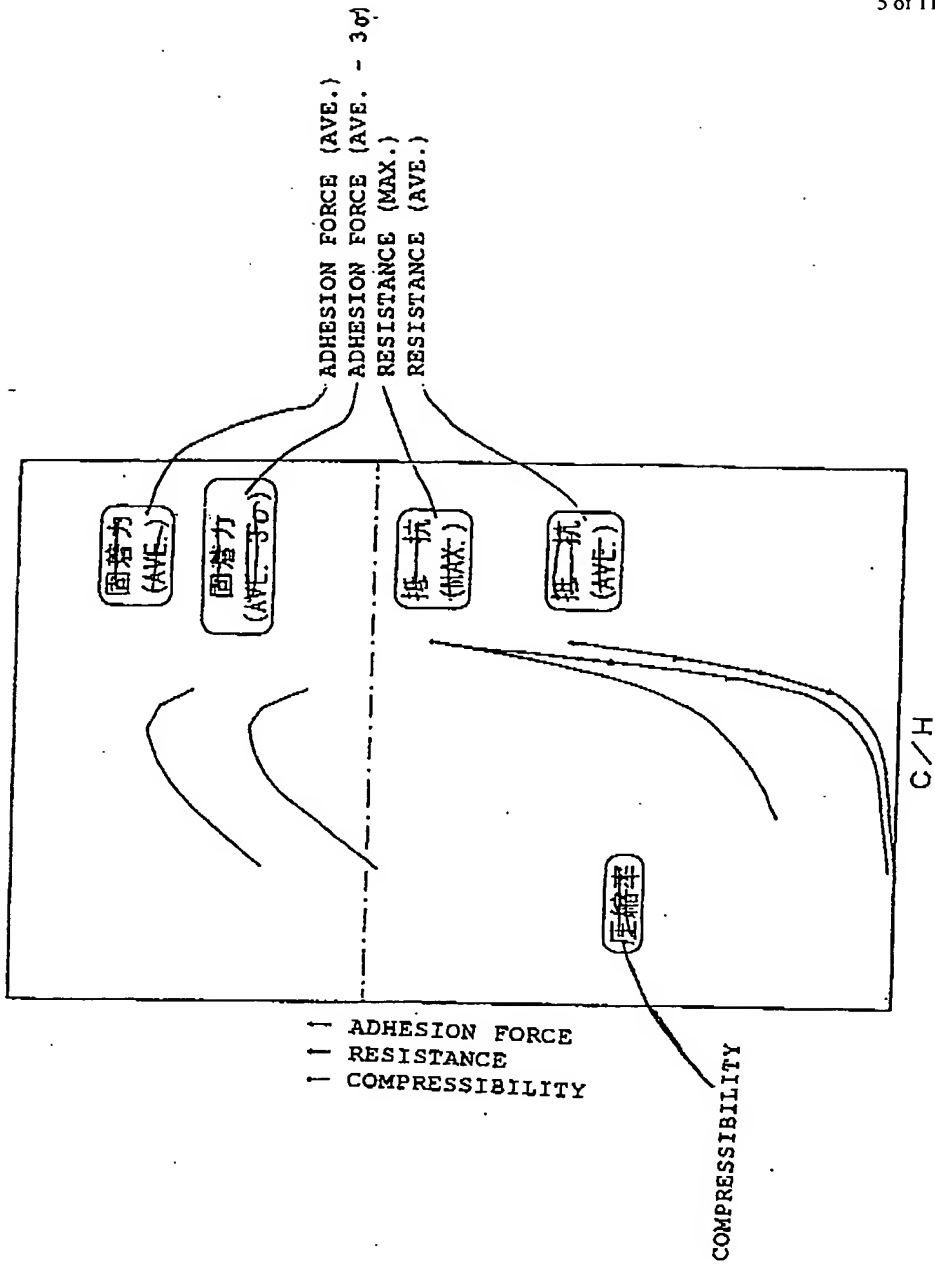 5 of 11
ADHESION FORCE (AVE.)
ADHESION FORCE (AVE. - 3σ)
RESISTANCE (MAX.)
RESISTANCE (AVE.)
固着力
(AVE.)
固着力
(AVE.-3σ)
抵抗
(MAX.)
抵抗
(AVE.)
圧縮率
C/H
← ADHESION FORCE
← RESISTANCE
← COMPRESSIBILITY
COMPRESSIBILITY